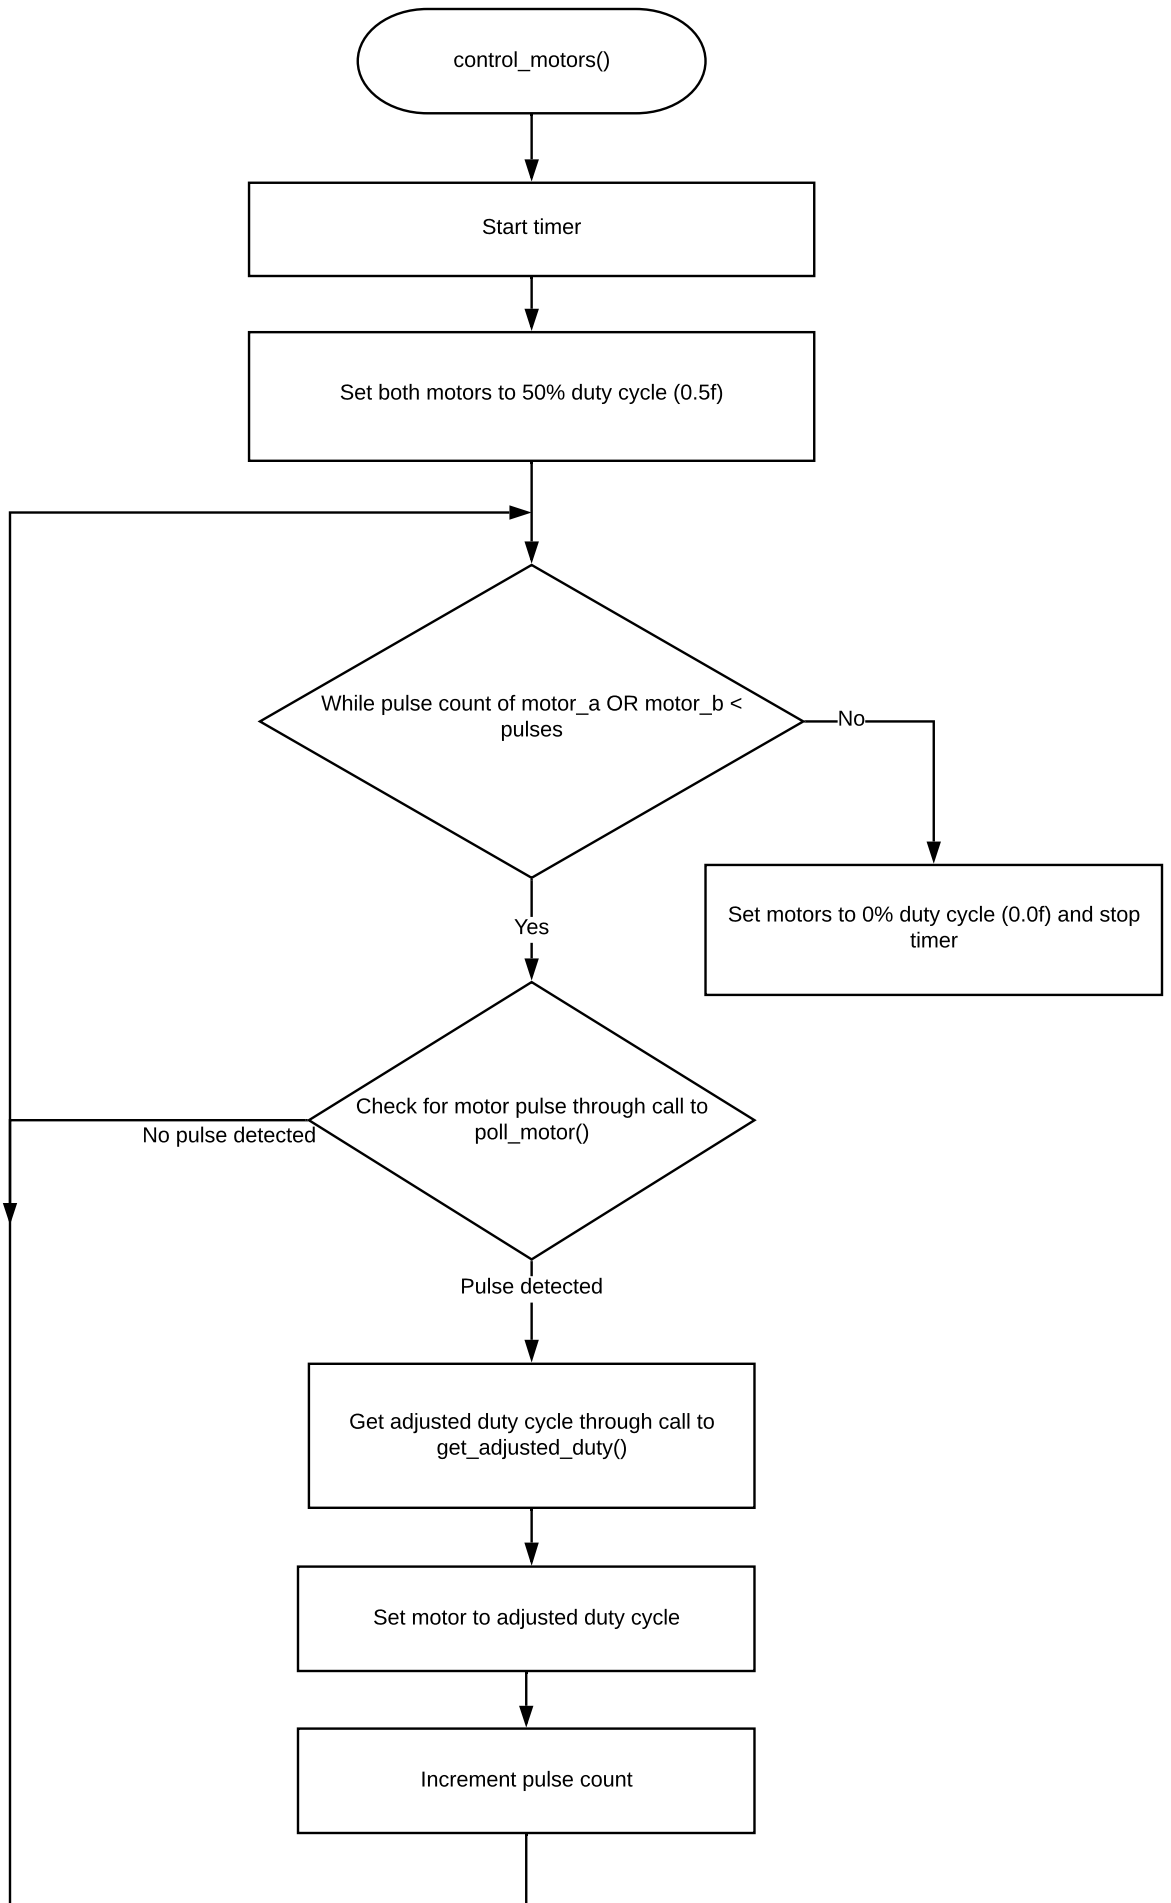 control_motors()
Start timer
Set both motors to 50% duty cycle (0.5f)
While pulse count of motor_a OR motor_b <
pulses
No
Set motors to 0% duty cycle (0.0f) and stop
timer
Yes
Check for motor pulse through call to
poll_motor()
No pulse detected
Pulse detected
Get adjusted duty cycle through call to
get_adjusted_duty()
Set motor to adjusted duty cycle
Increment pulse count